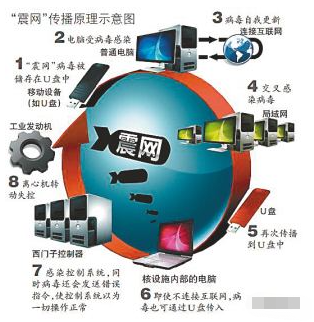 “震网”传播原理示意图
2 电脑受病毒感染
普通电脑
3 病毒自我更新
连接互联网
1 “震网”病毒被
储存在U盘中
移动设备
(如U盘)
4 交叉感
染病毒
局域网
工业发动机
震网
8 离心机转
动失控
U盘
5 再次传播
到U盘中
西门子控制器
核设施内部的电脑
7 感染控制系统,同
时病毒还会发送错误
指令,使控制系统以为
一切操作正常
6 即使不连接互联网,病
毒也可通过U盘传入